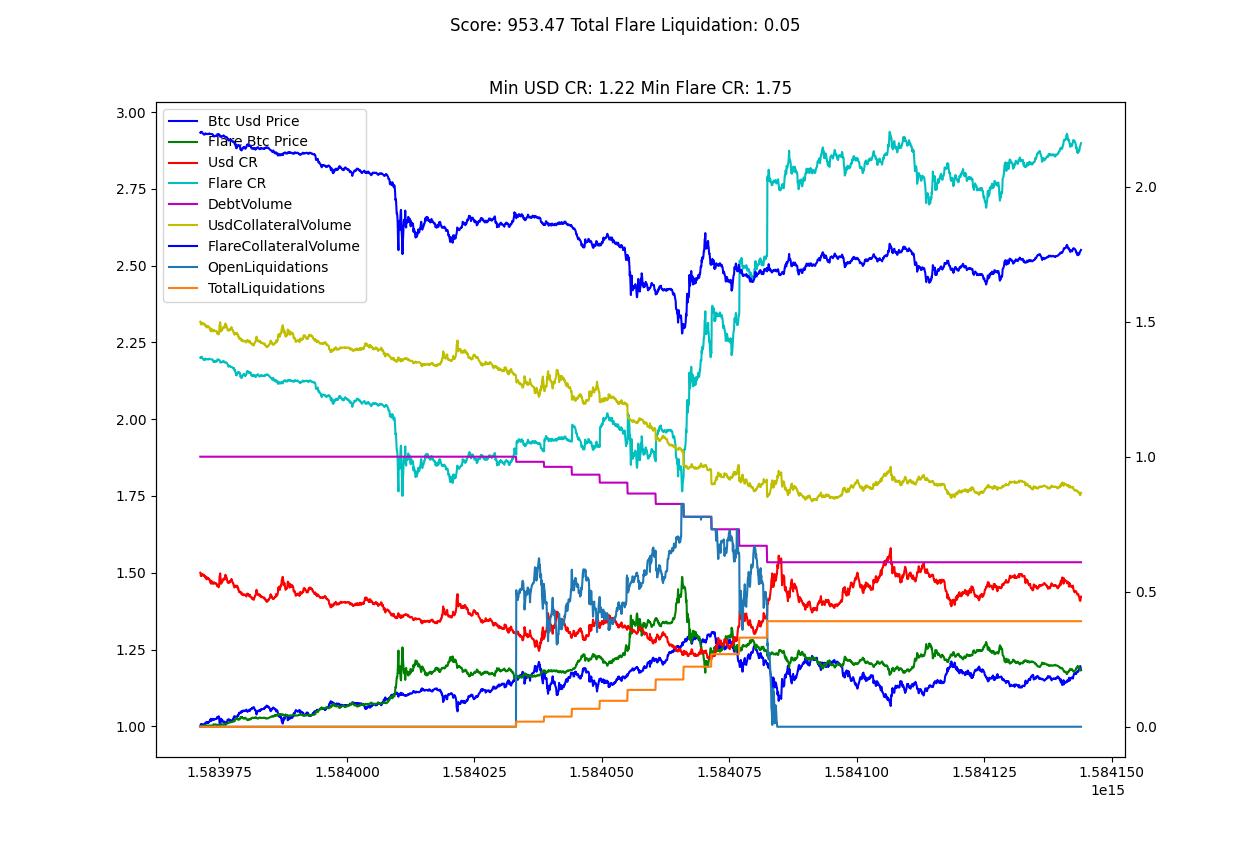 Score: 953.47 Total Flare Liquidation: 0.05
Min USD CR: 1.22 Min Flare CR: 1.75
3.00
2.75
2.50
2.25
2.00
1.75
1.50
1.25
1.00
Btc Usd Price
Flare Btc Price
Usd CR
Flare CR
DebtVolume
UsdCollateralVolume
FlareCollateralVolume
OpenLiquidations
TotalLiquidations
2.0
1.5
1.0
0.5
0.0
1.583975
1.584000
1.584025
1.584050
1.584075
1.584100
1.584125
1.584150
1e15